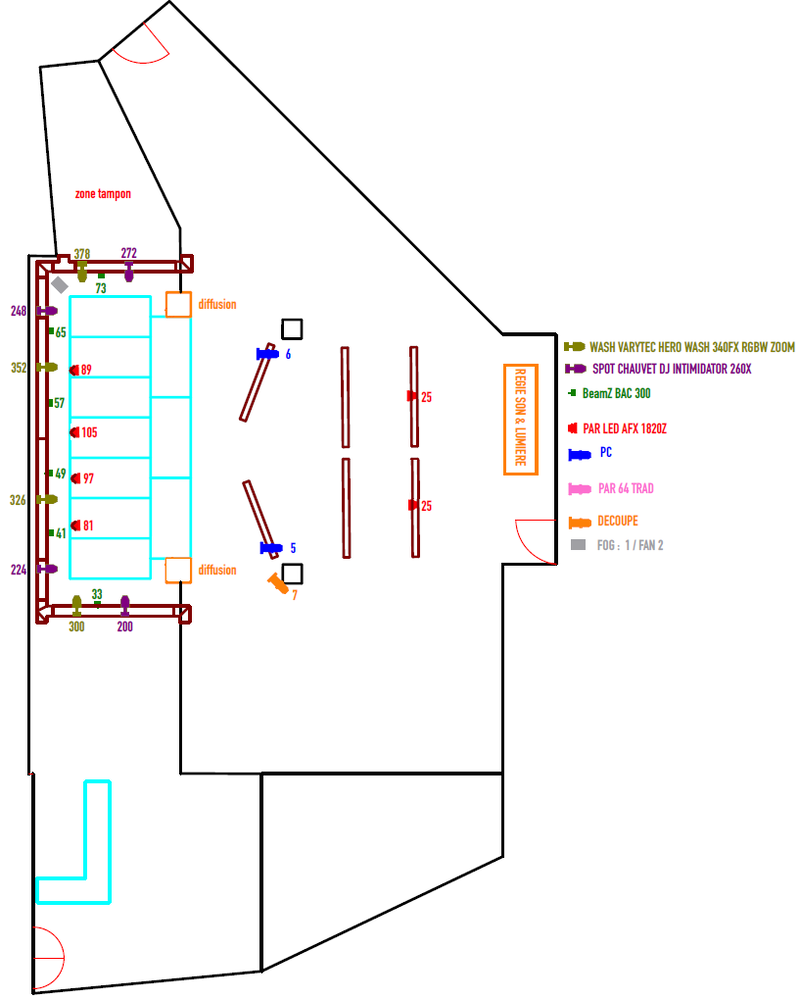 zone tampon
378
272
73
248
diffusion
65
6
352
89
25
57
105
49
97
326
25
81
41
5
224
diffusion
7
33
300
200
REGIE SON & LUMIERE
WASH VARYTEC HERO WASH 340FX RGBW ZOOM
SPOT CHAUVET DJ INTIMIDATOR 260X
BeamZ BAC 300
PAR LED AFX 1820Z
PC
PAR 64 TRAD
DECOUPE
FOG : 1 / FAN 2